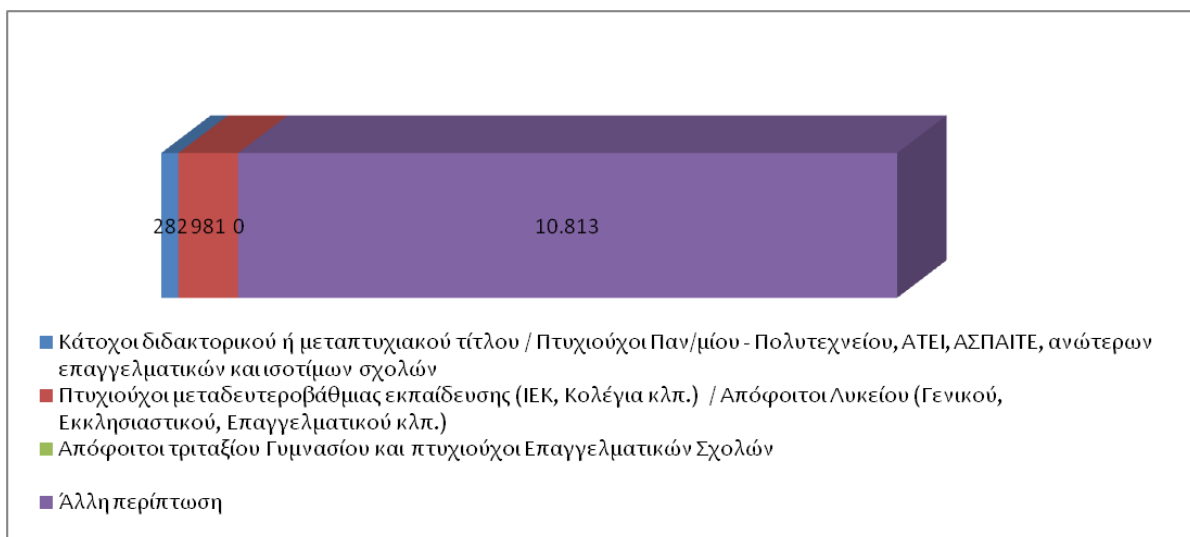 282 981 0 10.813
Κάτοχοι διδακτορικού ή μεταπτυχιακού τίτλου / Πτυχιούχοι Παν/μίου - Πολυτεχνείου, ΑΤΕΙ, ΑΣΠΑΙΤΕ, ανώτερων
επαγγελματικών και ισοτίμων σχολών
Πτυχιούχοι μεταδευτεροβάθμιας εκπαίδευσης (ΙΕΚ, Κολέγια κλπ.) / Απόφοιτοι Λυκείου (Γενικού,
Εκκλησιαστικού, Επαγγελματικού κλπ.)
Απόφοιτοι τριταξίου Γυμνασίου και πτυχιούχοι Επαγγελματικών Σχολών
Άλλη περίπτωση